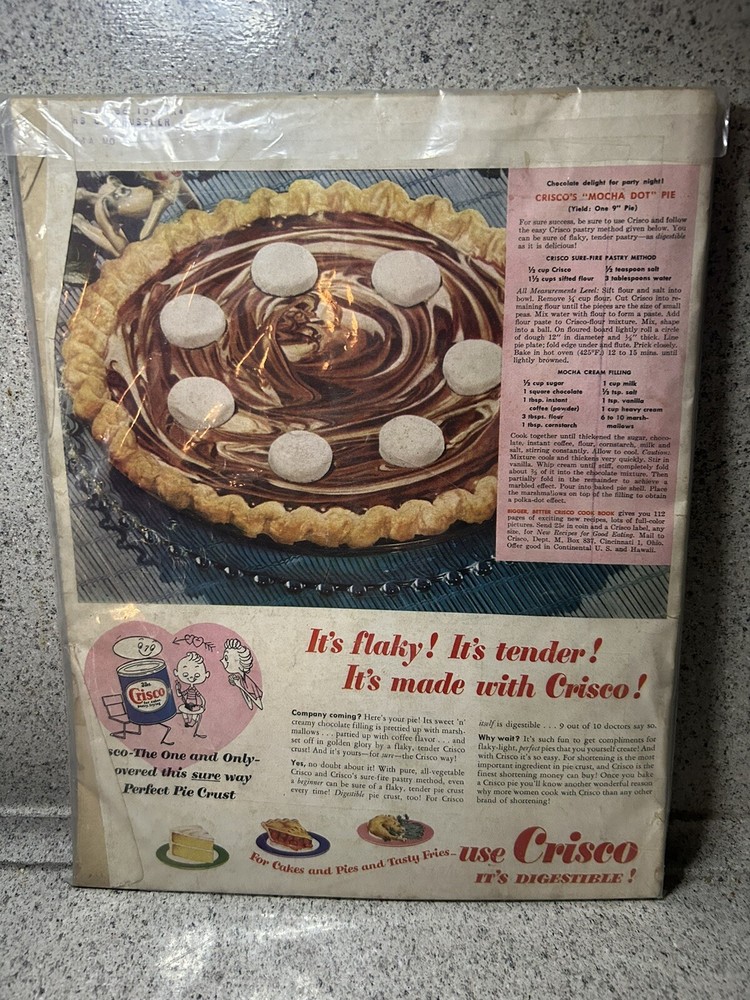 Chocolate delight for party night!
CRISCO'S "MOCHA DOT" PIE
(Yield: One 9" Pie)
For sure success, be sure to use Crisco and follow
the easy Crisco pastry method given below. You
can be sure of flaky, tender pastry—as digestible
as it is delicious!
CRISCO SURE-FIRE PASTRY METHOD
½ cup Crisco ½ teaspoon salt
1½ cups sifted flour 3 tablespoons water
All Measurements Level: Sift flour and salt into
bowl. Remove ¼ cup flour. Cut Crisco into re-
maining flour until the pieces are the size of small
peas. Mix water with flour to form a paste. Add
flour paste to Crisco-flour mixture. Mix, shape
into a ball. On floured board lightly roll a circle
of dough 12" in diameter and ⅛" thick. Line
pie plate; fold edge under and flute. Prick closely.
Bake in hot oven (425°F.) 12 to 15 mins. until
lightly browned.
MOCHA CREAM FILLING
½ cup sugar 1 cup milk
1 square chocolate tsp. salt
1 tbsp. instant 1 tsp. vanilla
coffee (powder) 1 cup heavy cream
3 tbsps. flour 6 to 10 marsh-
1 tbsp. cornstarch mallows
Cook together until thickened the sugar, choco-
late, instant coffee, flour, cornstarch, milk and
salt, stirring constantly. Allow to cool. Caution:
Mixture cools and thickens very quickly. Stir in
vanilla. Whip cream until stiff, completely fold
about ⅔ of it into the chocolate mixture. Then
partially fold in the remainder to achieve a
marbled effect. Pour into baked pie shell. Place
the marshmallows on top of the filling to obtain
a polka-dot effect.
BIGGER, BETTER CRISCO COOK BOOK gives you 112
pages of exciting new recipes, lots of full-color
pictures. Send 25c in coin and a Crisco label, any
size, for New Recipes for Good Eating. Mail to
Crisco, Dept. M, Box 837, Cincinnati 1, Ohio.
Offer good in Continental U. S. and Hawaii.
It's flaky! It's tender!
It's made with Crisco!
Crisco
sco-The One and Only-
overed this sure way
Perfect Pie Crust
Company coming? Here's your pie! Its sweet 'n'
creamy chocolate filling is prettied up with marsh-
mallows . . . partied up with coffee flavor . . . and
set off in golden glory by a flaky, tender Crisco
crust! And it's yours—for sure—the Crisco way!
Yes, no doubt about it! With pure, all-vegetable
Crisco and Crisco's sure-fire pastry method, even
a beginner can be sure of a flaky, tender pie crust
every time! Digestible pie crust, too! For Crisco
itself is digestible . . . 9 out of 10 doctors say so.
Why wait? It's such fun to get compliments for
flaky-light, perfect pies that you yourself create! And
with Crisco it's so easy. For shortening is the most
important ingredient in pie crust, and Crisco is the
finest shortening money can buy! Once you bake
a Crisco pie you'll know another wonderful reason
why more women cook with Crisco than any other
brand of shortening!
For Cakes and Pies and Tasty Fries—use Crisco
IT'S DIGESTIBLE!